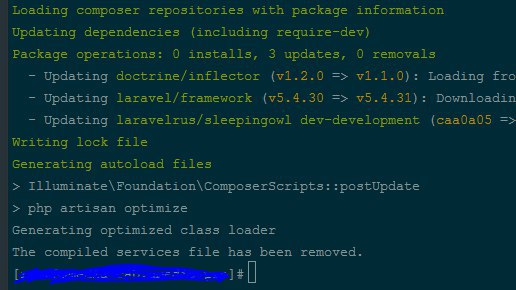 Loading composer repositories with package information
Updating dependencies (including require-dev)
Package operations: 0 installs, 3 updates, 0 removals
- Updating doctrine/inflector (v1.2.0 => v1.1.0): Loading fro
- Updating laravel/framework (v5.4.30 => v5.4.31): Downloadin
- Updating laravelrus/sleepingowl dev-development (caa0a05 =>
Writing lock file
Generating autoload files
> Illuminate\Foundation\ComposerScripts::postUpdate
> php artisan optimize
Generating optimized class loader
The compiled services file has been removed.
[ ]#